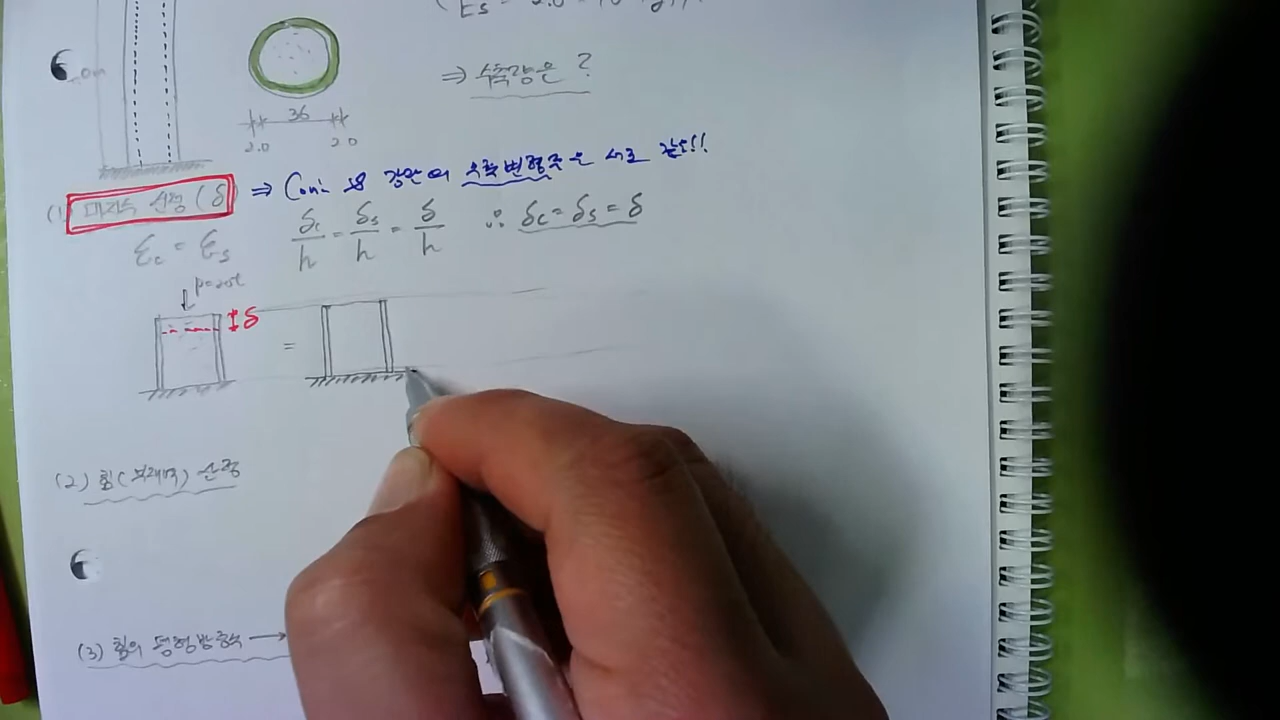 ⇒ 수축량은 ?
36
2.0 2.0
(1) 미지수 선정 (δ) ⇒ Con'c 와 강관의 수축변형률은 서로 같다!!
εc = εs δc/h = δs/h = δ/h ∴ δc = δs = δ
δ
=
(2) 힘(부재력) 산정
(3) 힘의 평형방정식 →